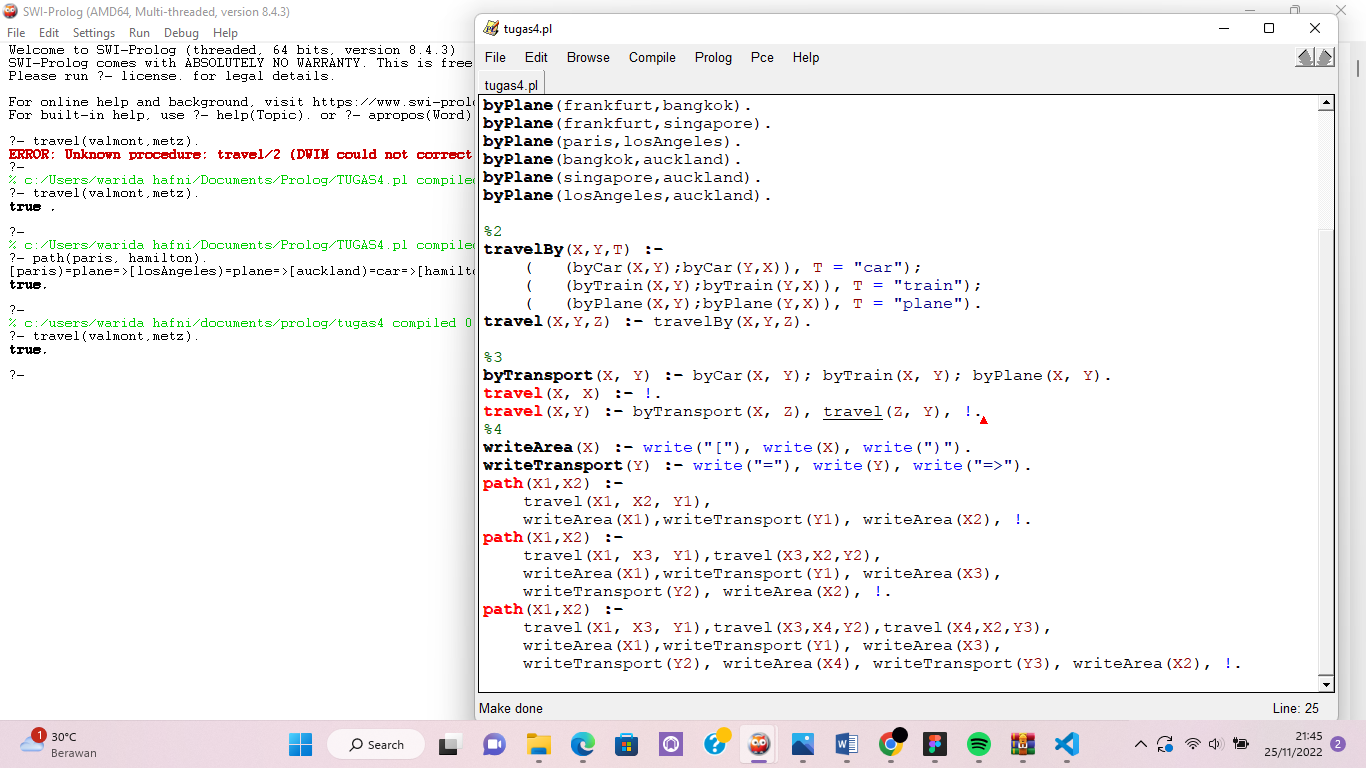 SWI-Prolog (AMD64, Multi-threaded, version 8.4.3)
File Edit Settings Run Debug Help
Welcome to SWI-Prolog (threaded, 64 bits, version 8.4.3)
SWI-Prolog comes with ABSOLUTELY NO WARRANTY. This is free
Please run ?- license. for legal details.
For online help and background, visit https://www.swi-prol
For built-in help, use ?- help(Topic). or ?- apropos(Word)
?- travel(valmont,metz).
ERROR: Unknown procedure: travel/2 (DWIM could not correct
?-
% c:/Users/warida hafni/Documents/Prolog/TUGAS4.pl compiled
?- travel(valmont,metz).
true .
?-
% c:/Users/warida hafni/Documents/Prolog/TUGAS4.pl compiled
?- path(paris, hamilton).
[paris)=plane=>[losAngeles)=plane=>[auckland)=car=>[hamilto
true.
?-
% c:/users/warida hafni/documents/prolog/tugas4 compiled 0
?- travel(valmont,metz).
true.
?-
tugas4.pl
File Edit Browse Compile Prolog Pce Help
tugas4.pl
byPlane(frankfurt,bangkok).
byPlane(frankfurt,singapore).
byPlane(paris,losAngeles).
byPlane(bangkok,auckland).
byPlane(singapore,auckland).
byPlane(losAngeles,auckland).
%2
travelBy(X,Y,T) :-
( (byCar(X,Y);byCar(Y,X)), T = "car");
( (byTrain(X,Y);byTrain(Y,X)), T = "train");
( (byPlane(X,Y);byPlane(Y,X)), T = "plane").
travel(X,Y,Z) :- travelBy(X,Y,Z).
%3
byTransport(X, Y) :- byCar(X, Y); byTrain(X, Y); byPlane(X, Y).
travel(X, X) :- !.
travel(X,Y) :- byTransport(X, Z), travel(Z, Y), !.
%4
writeArea(X) :- write("["), write(X), write(")").
writeTransport(Y) :- write("="), write(Y), write("=>").
path(X1,X2) :-
travel(X1, X2, Y1),
writeArea(X1),writeTransport(Y1), writeArea(X2), !.
path(X1,X2) :-
travel(X1, X3, Y1),travel(X3,X2,Y2),
writeArea(X1),writeTransport(Y1), writeArea(X3),
writeTransport(Y2), writeArea(X2), !.
path(X1,X2) :-
travel(X1, X3, Y1),travel(X3,X4,Y2),travel(X4,X2,Y3),
writeArea(X1),writeTransport(Y1), writeArea(X3),
writeTransport(Y2), writeArea(X4), writeTransport(Y3), writeArea(X2), !.
Make done
Line: 25
1
30°C
Berawan
Search
21:45
25/11/2022
2